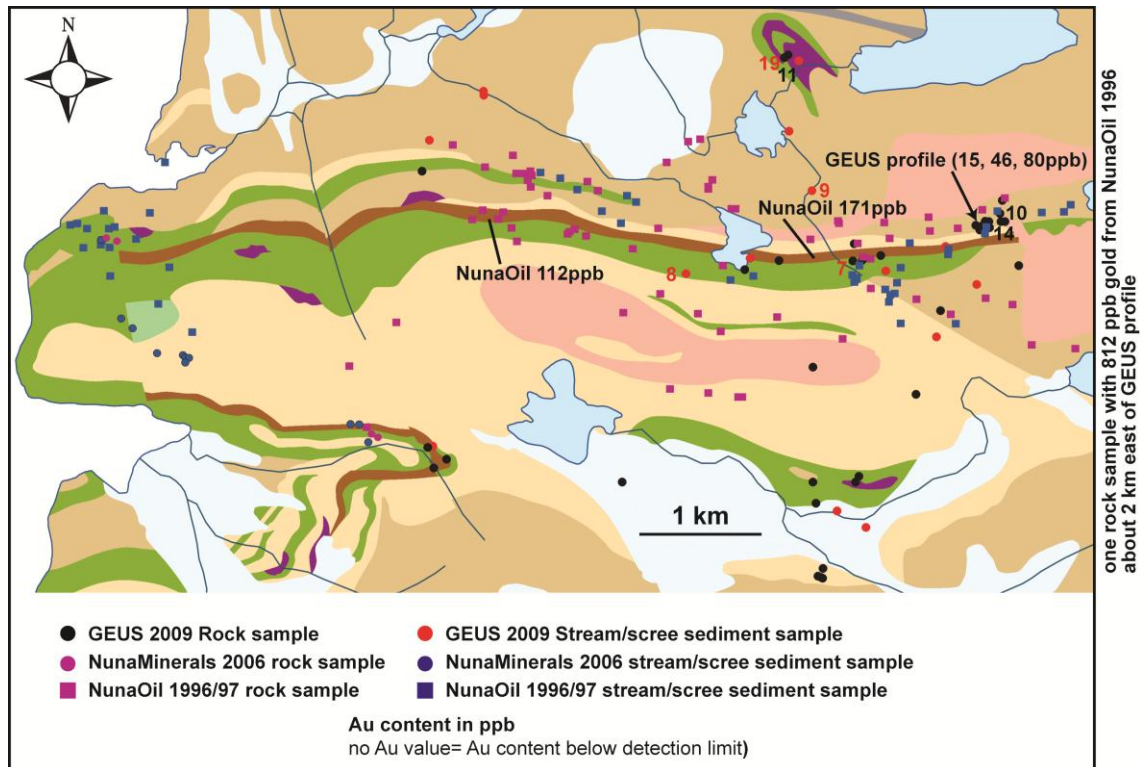 N
19
11
GEUS profile (15, 46, 80ppb)
9
NunaOil 171ppb
10
14
NunaOil 112ppb
8
7
1 km
one rock sample with 812 ppb gold from NunaOil 1996
about 2 km east of GEUS profile
GEUS 2009 Rock sample
GEUS 2009 Stream/scree sediment sample
NunaMinerals 2006 rock sample
NunaMinerals 2006 stream/scree sediment sample
NunaOil 1996/97 rock sample
NunaOil 1996/97 stream/scree sediment sample
Au content in ppb
no Au value= Au content below detection limit)